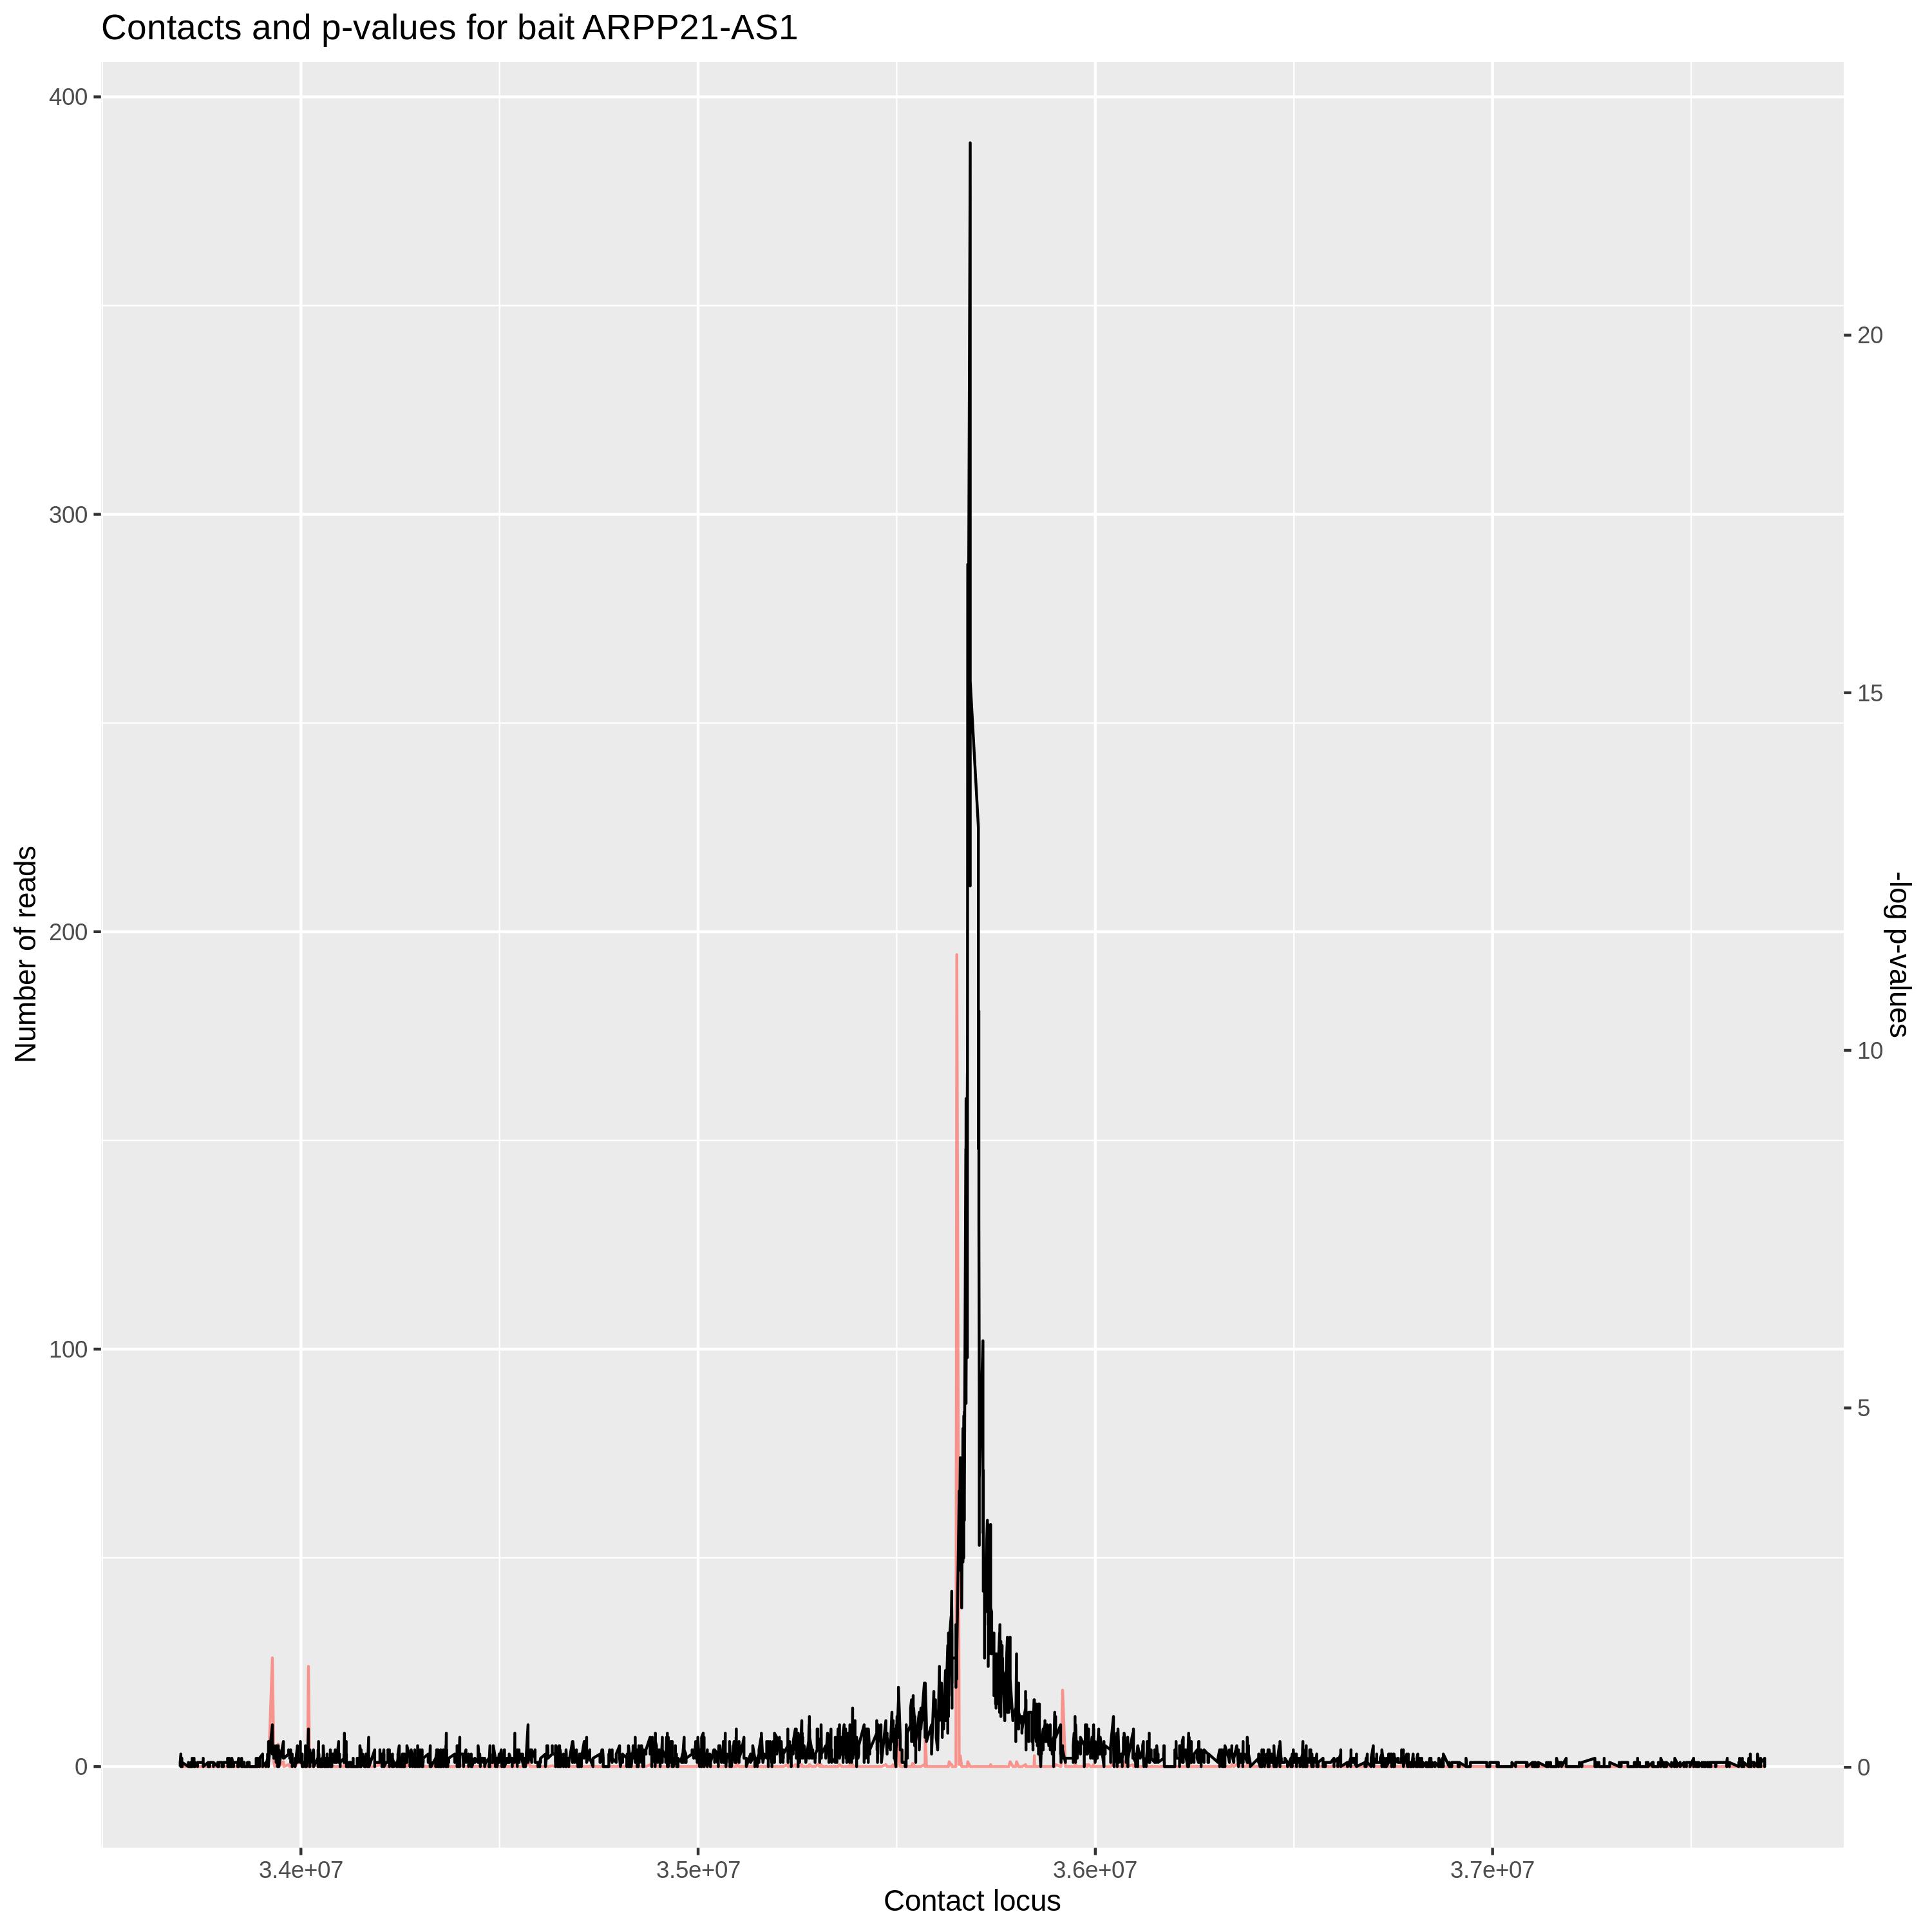 Contacts and p-values for bait ARPP21-AS1
400
300
200
100
0
Number of reads
20
15
10
5
0
-log p-values
3.4e+07
3.5e+07
3.6e+07
3.7e+07
Contact locus